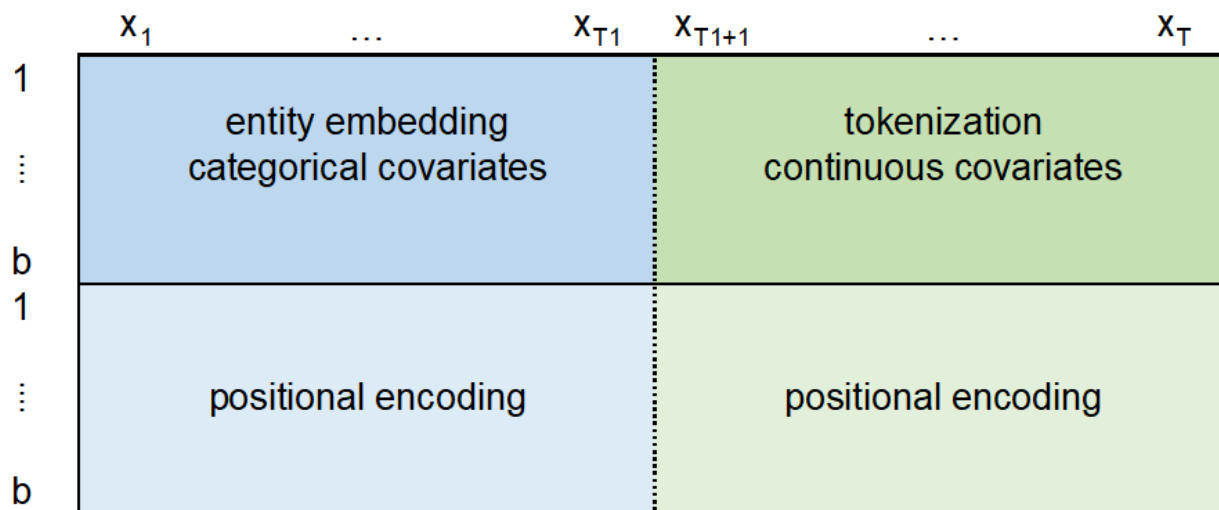 x1 ... xT1 xT1+1 ... xT
1
entity embedding tokenization
⋮ categorical covariates continuous covariates
b
1
⋮ positional encoding positional encoding
b